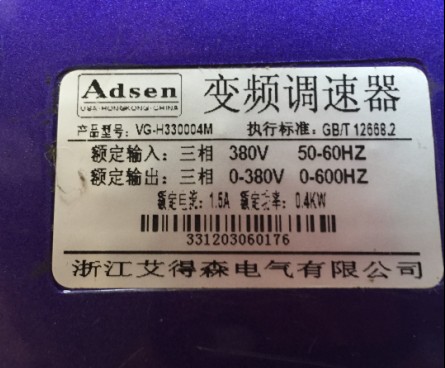 Adsen 变频调速器
USA·HONGKONG·CHINA
产品型号: VG-H330004M 执行标准: GB/T 12668.2
额定输入: 三相 380V 50-60HZ
额定输出: 三相 0-380V 0-600HZ
额定电流: 1.5A 额定功率: 0.4KW
331203060176
浙江艾得森电气有限公司